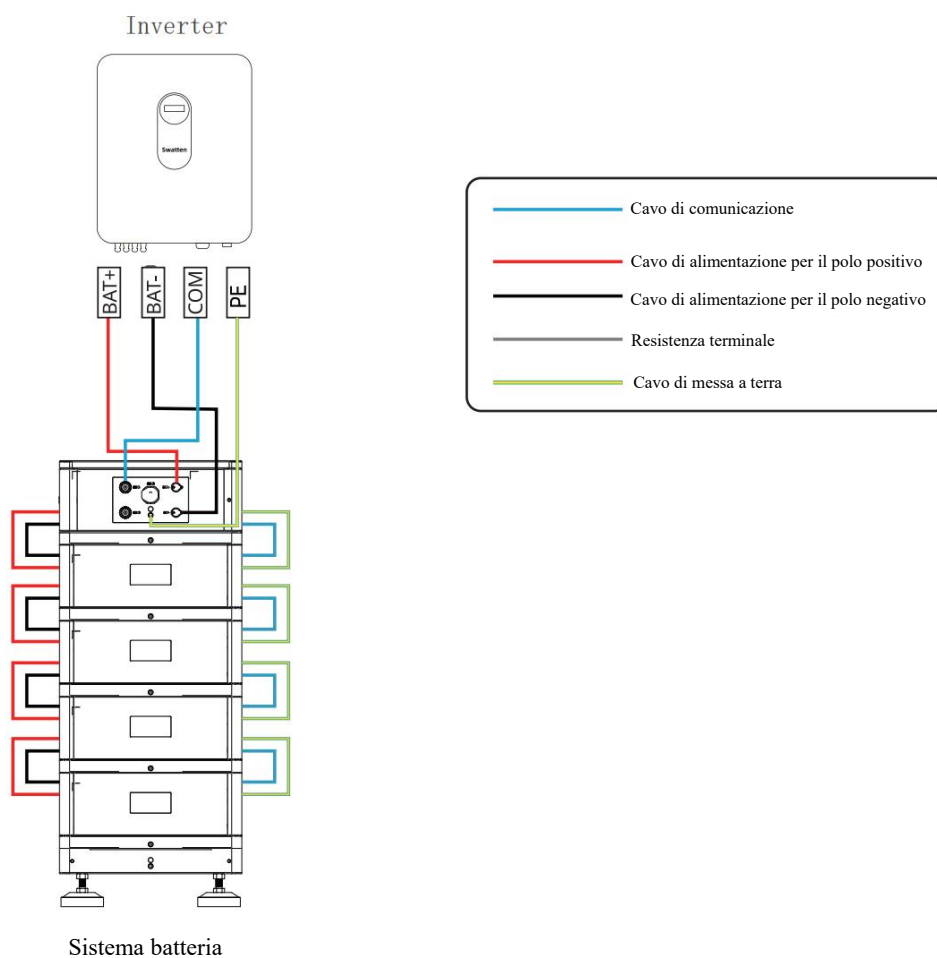 Inverter
Swatten
BAT+
BAT-
COM
PE
Cavo di comunicazione
Cavo di alimentazione per il polo positivo
Cavo di alimentazione per il polo negativo
Resistenza terminale
Cavo di messa a terra
Sistema batteria